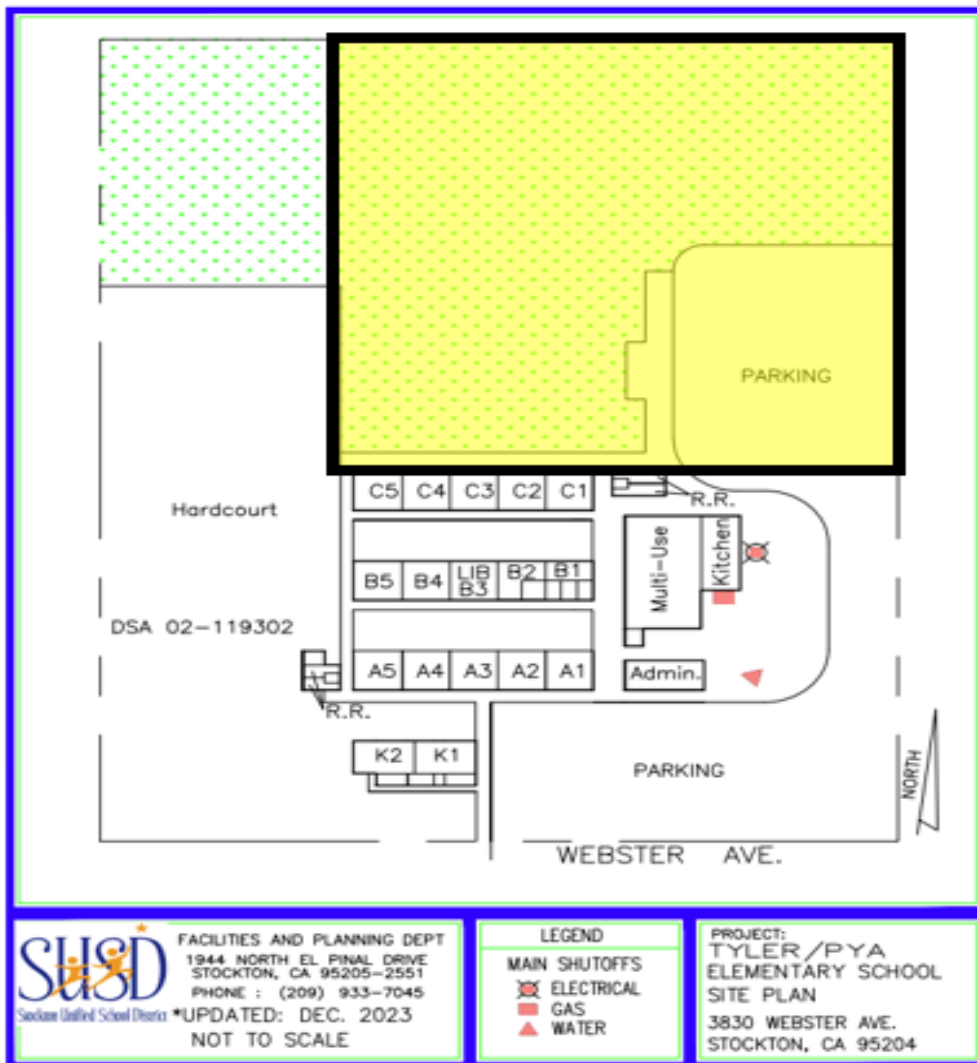 PARKING
C5 C4 C3 C2 C1
R.R.
Hardcourt
Multi-Use
Kitchen
B5 B4 LIB B3 B2 B1
DSA 02-119302
A5 A4 A3 A2 A1
Admin.
R.R.
K2 K1
PARKING
NORTH
WEBSTER AVE.
SUSD
Stockton Unified School District
FACILITIES AND PLANNING DEPT
1944 NORTH EL PINAL DRIVE
STOCKTON, CA 95205-2551
PHONE : (209) 933-7045
*UPDATED: DEC. 2023
NOT TO SCALE
LEGEND
MAIN SHUTOFFS
ELECTRICAL
GAS
WATER
PROJECT:
TYLER/PYA
ELEMENTARY SCHOOL
SITE PLAN
3830 WEBSTER AVE.
STOCKTON, CA 95204